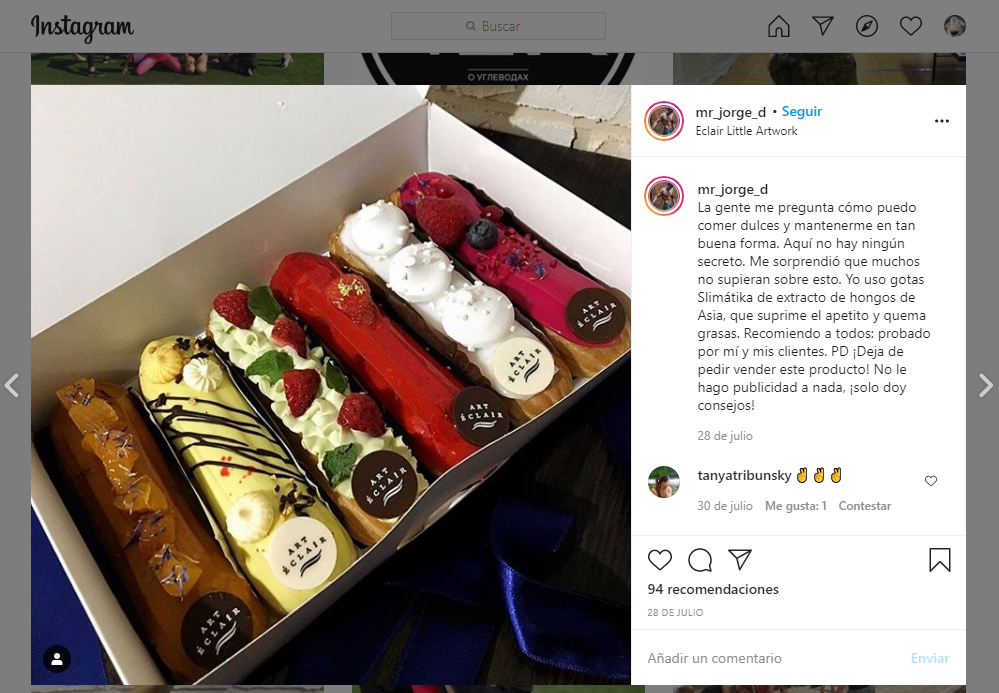 Instagram
Buscar
О УГЛЕВОДАХ
mr_jorge_d • Seguir
Eclair Little Artwork
mr_jorge_d
La gente me pregunta cómo puedo
comer dulces y mantenerme en tan
buena forma. Aquí no hay ningún
secreto. Me sorprendió que muchos
no supieran sobre esto. Yo uso gotas
Slimátika de extracto de hongos de
Asia, que suprime el apetito y quema
grasas. Recomiendo a todos: probado
por mí y mis clientes. PD ¡Deja de
pedir vender este producto! No le
hago publicidad a nada, ¡solo doy
consejos!
28 de julio
tanyatribunsky ✌✌✌
30 de julio Me gusta: 1 Contestar
94 recomendaciones
28 DE JULIO
Añadir un comentario Enviar
ART
ÉCLAIR
ART
ÉCLAIR
ART
ÉCLAIR
ART
ÉCLAIR
ART
ÉCLAIR
ART
ÉCLAIR